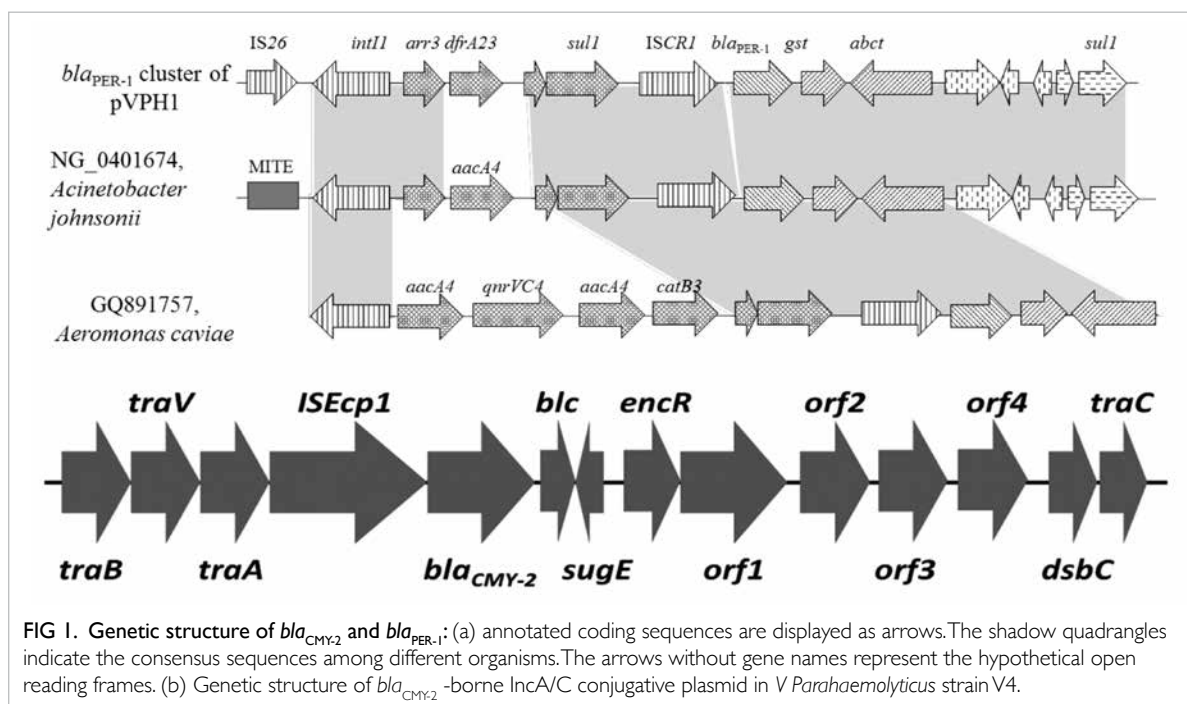 IS26 intI1 arr3 dfrA23 sul1 ISCR1 blaPER-1 gst abct sul1
blaPER-1 cluster of
pVPH1
NG_0401674,
Acinetobacter
johnsonii
MITE aacA4
GQ891757,
Aeromonas caviae
aacA4 qnrVC4 aacA4 catB3
traV ISEcp1 blc encR orf2 orf4 traC
traB traA blaCMY-2 sugE orf1 orf3 dsbC
FIG 1. Genetic structure of blaCMY-2 and blaPER-1: (a) annotated coding sequences are displayed as arrows. The shadow quadrangles
indicate the consensus sequences among different organisms. The arrows without gene names represent the hypothetical open
reading frames. (b) Genetic structure of blaCMY-2 -borne IncA/C conjugative plasmid in V Parahaemolyticus strain V4.